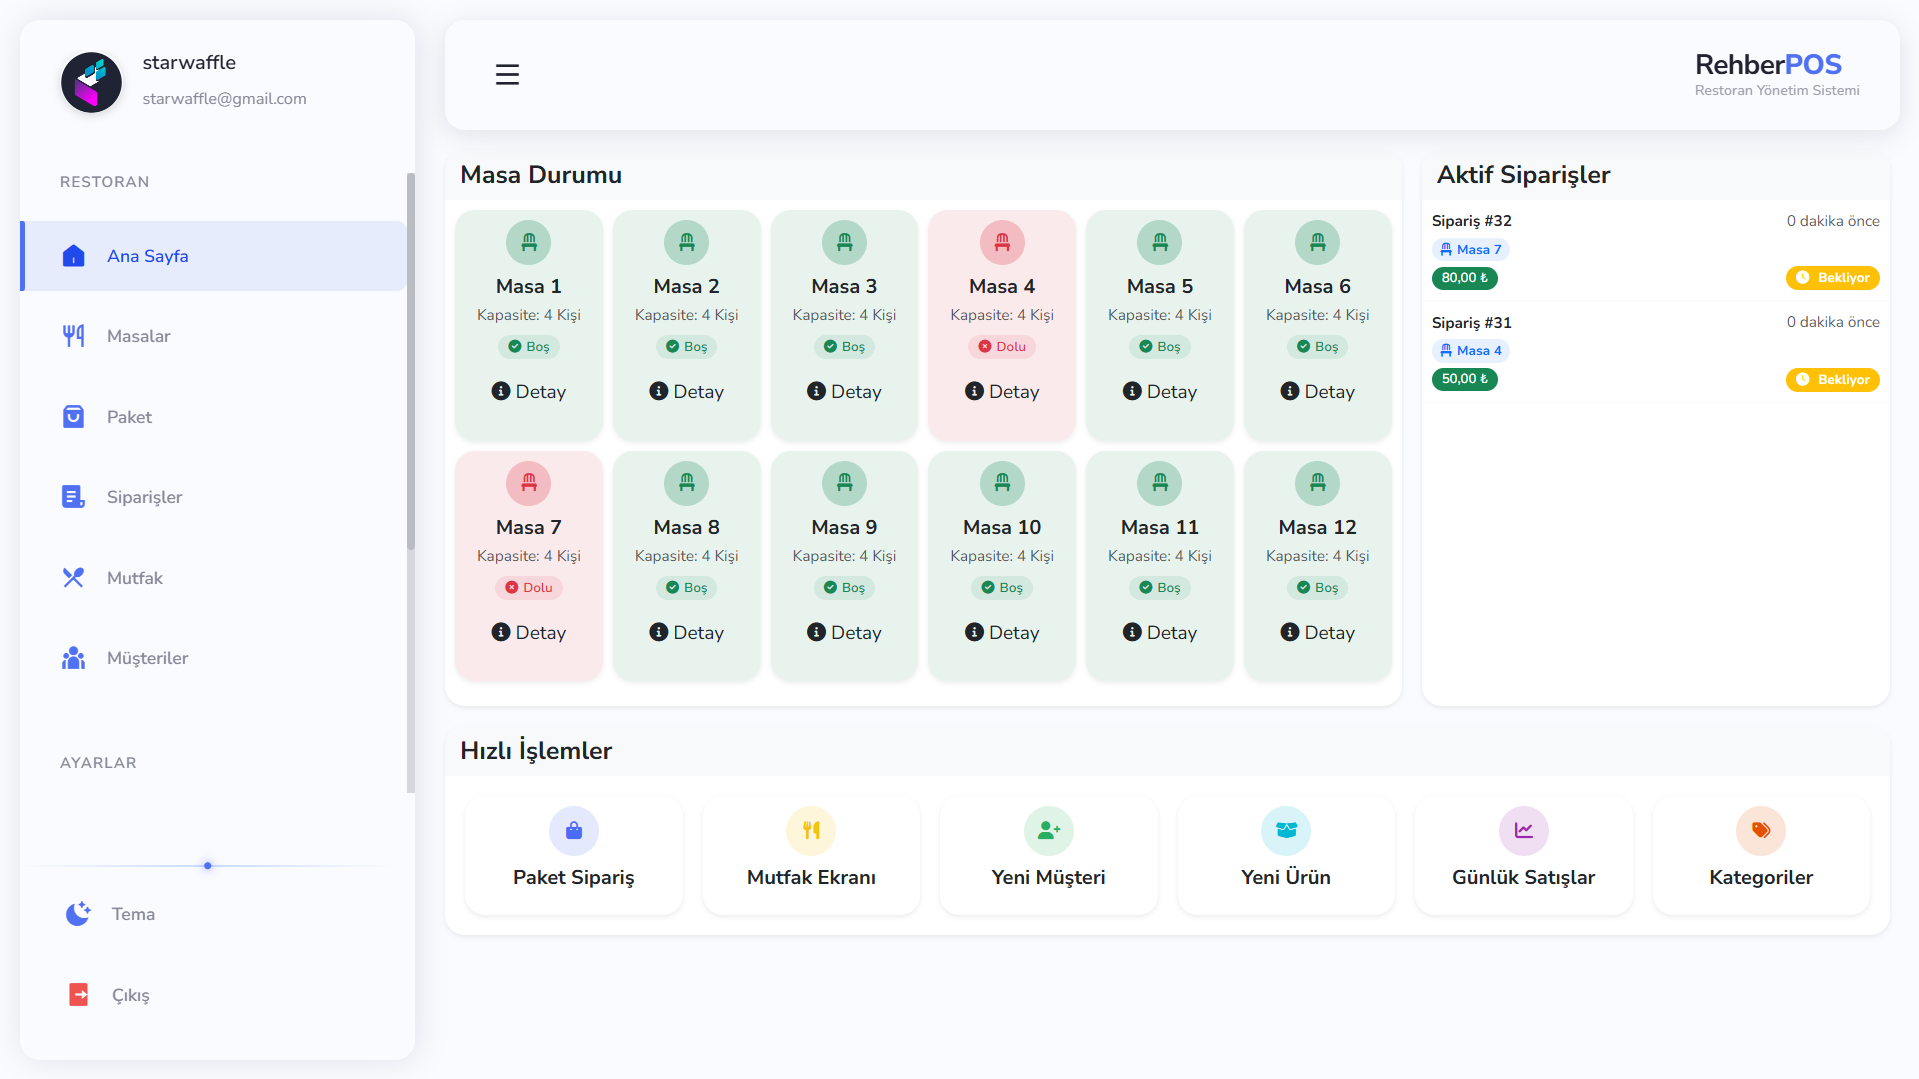 starwaffle
starwaffle@gmail.com
RESTORAN
Ana Sayfa
Masalar
Paket
Siparişler
Mutfak
Müşteriler
AYARLAR
Tema
Çıkış
RehberPOS
Restoran Yönetim Sistemi
Masa Durumu
Masa 1
Kapasite: 4 Kişi
Boş
Detay
Masa 2
Kapasite: 4 Kişi
Boş
Detay
Masa 3
Kapasite: 4 Kişi
Boş
Detay
Masa 4
Kapasite: 4 Kişi
Dolu
Detay
Masa 5
Kapasite: 4 Kişi
Boş
Detay
Masa 6
Kapasite: 4 Kişi
Boş
Detay
Masa 7
Kapasite: 4 Kişi
Dolu
Detay
Masa 8
Kapasite: 4 Kişi
Boş
Detay
Masa 9
Kapasite: 4 Kişi
Boş
Detay
Masa 10
Kapasite: 4 Kişi
Boş
Detay
Masa 11
Kapasite: 4 Kişi
Boş
Detay
Masa 12
Kapasite: 4 Kişi
Boş
Detay
Aktif Siparişler
Sipariş #32 0 dakika önce
Masa 7
80,00 ₺ Bekliyor
Sipariş #31 0 dakika önce
Masa 4
50,00 ₺ Bekliyor
Hızlı İşlemler
Paket Sipariş
Mutfak Ekranı
Yeni Müşteri
Yeni Ürün
Günlük Satışlar
Kategoriler